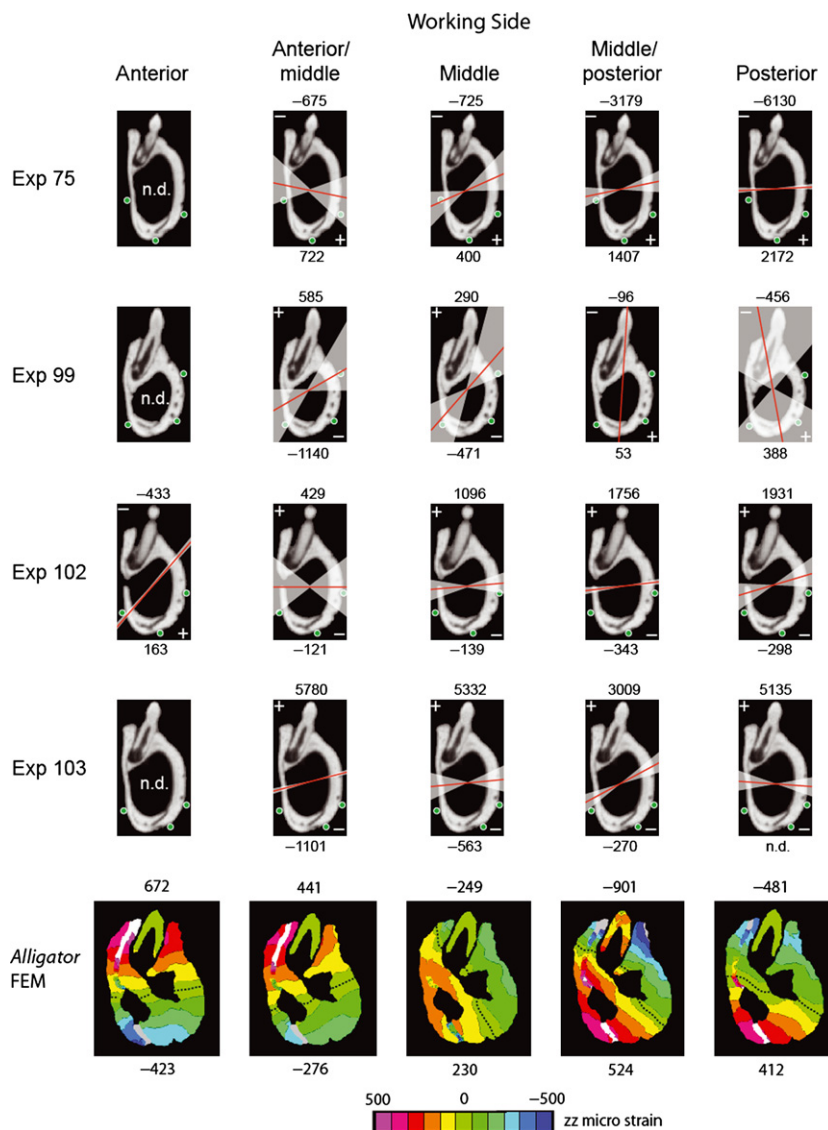 Working Side
Anterior
Anterior/
middle
Middle
Middle/
posterior
Posterior
−675 −725 −3179 −6130
Exp 75
n.d.
− − − −
+ + + +
722 400 1407 2172
585 290 −96 −456
Exp 99
n.d.
+ + − −
− − + +
−1140 −471 53 388
−433 429 1096 1756 1931
Exp 102
− + + + +
+ − − − −
163 −121 −139 −343 −298
5780 5332 3009 5135
Exp 103
n.d.
+ + + +
− − − −
−1101 −563 −270 n.d.
672 441 −249 −901 −481
Alligator
FEM
−423 −276 230 524 412
500 0 −500
zz micro strain